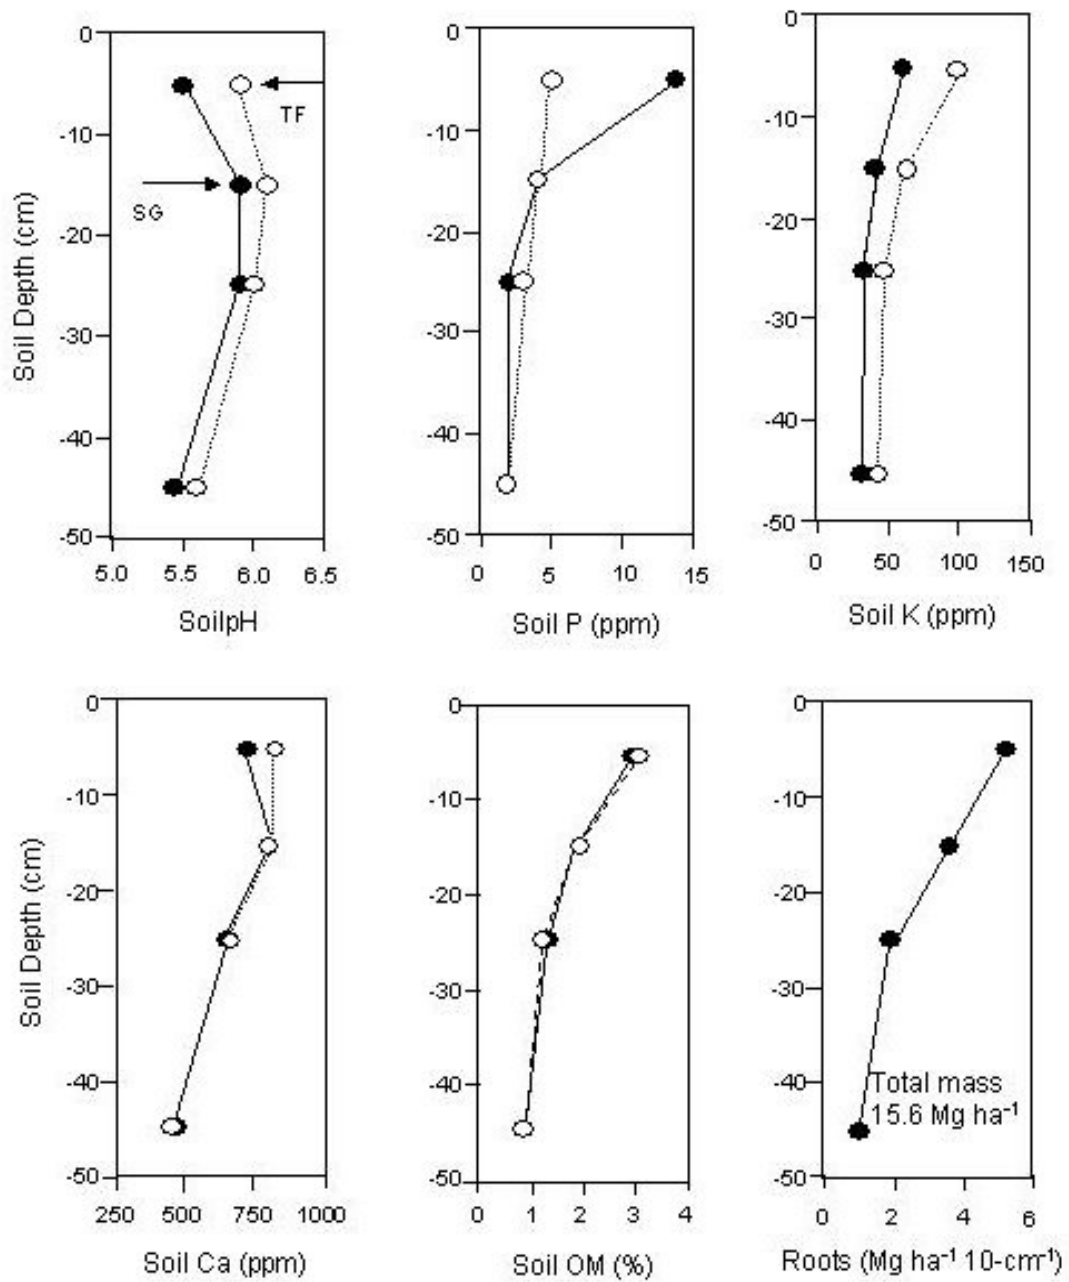 0
-10
-20
-30
-40
-50
5.0 5.5 6.0 6.5
Soil Depth (cm)
SoilpH
TF
SG
0
-10
-20
-30
-40
-50
0 5 10 15
Soil P (ppm)
0
-10
-20
-30
-40
-50
0 50 100 150
Soil K (ppm)
0
-10
-20
-30
-40
-50
250 500 750 1000
Soil Depth (cm)
Soil Ca (ppm)
0
-10
-20
-30
-40
-50
0 1 2 3 4
Soil OM (%)
0
-10
-20
-30
-40
-50
0 2 4 6
Total mass
15.6 Mg ha⁻¹
Roots (Mg ha⁻¹ 10-cm⁻¹)